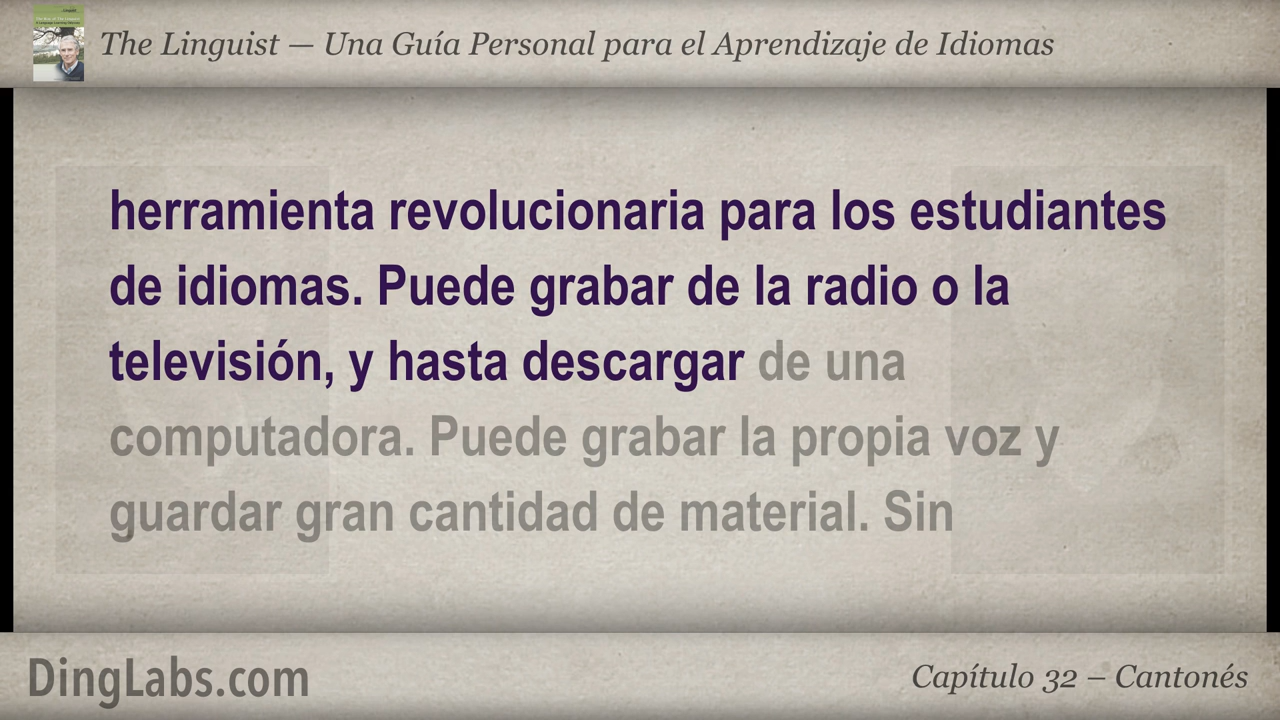 The Linguist — Una Guía Personal para el Aprendizaje de Idiomas
herramienta revolucionaria para los estudiantes
de idiomas. Puede grabar de la radio o la
televisión, y hasta descargar de una
computadora. Puede grabar la propia voz y
guardar gran cantidad de material. Sin
DingLabs.com
Capítulo 32 – Cantonés